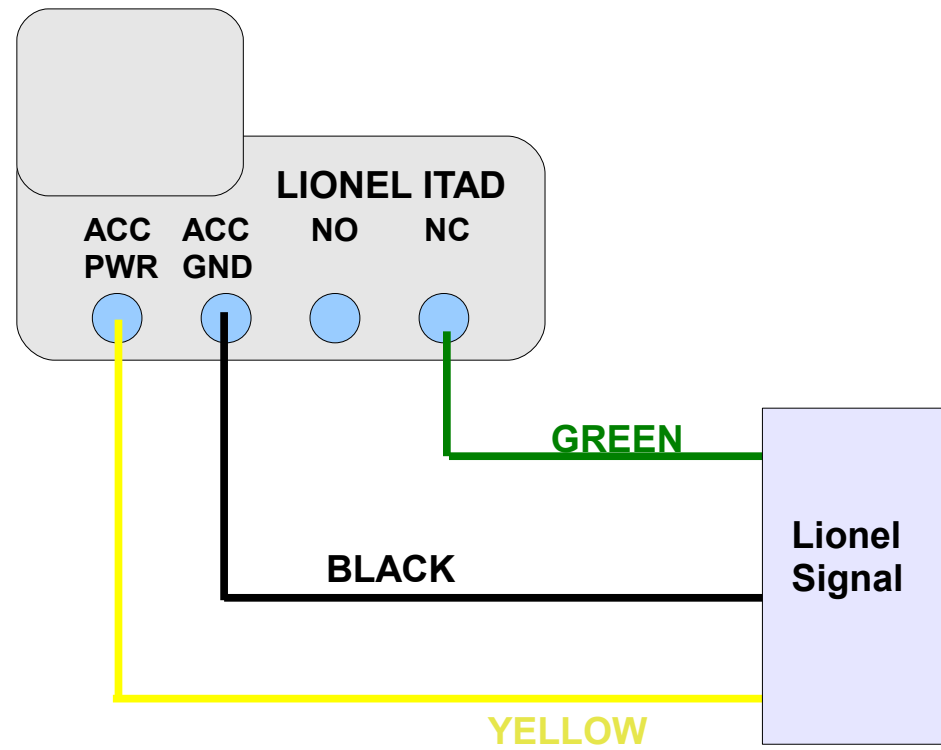 LIONEL ITAD
ACC ACC NO NC
PWR GND
GREEN
Lionel
Signal
BLACK
YELLOW